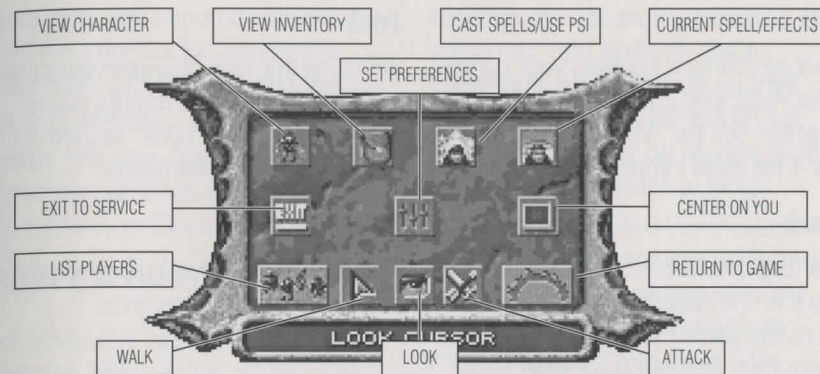 VIEW CHARACTER
VIEW INVENTORY
CAST SPELLS/USE PSI
CURRENT SPELL/EFFECTS
SET PREFERENCES
EXIT TO SERVICE
EXIT
CENTER ON YOU
LIST PLAYERS
RETURN TO GAME
LOOK CURSOR
WALK
LOOK
ATTACK